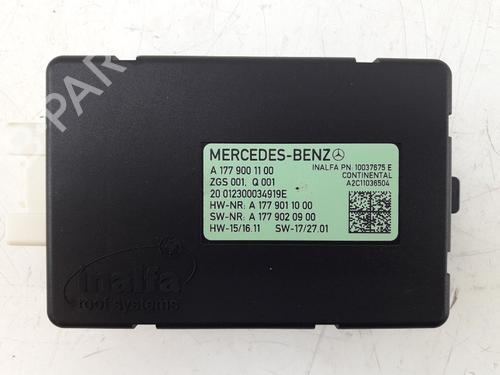 MERCEDES-BENZ
A 177 900 11 00
ZGS 001, Q 001
20 012300034919E
HW-NR: A 177 901 10 00
SW-NR: A 177 902 09 00
HW-15/16.11 SW-17/27.01
INALFA PN: 10037675 E
CONTINENTAL
A2C11036504
inalfa
roof systems
B-PARTS